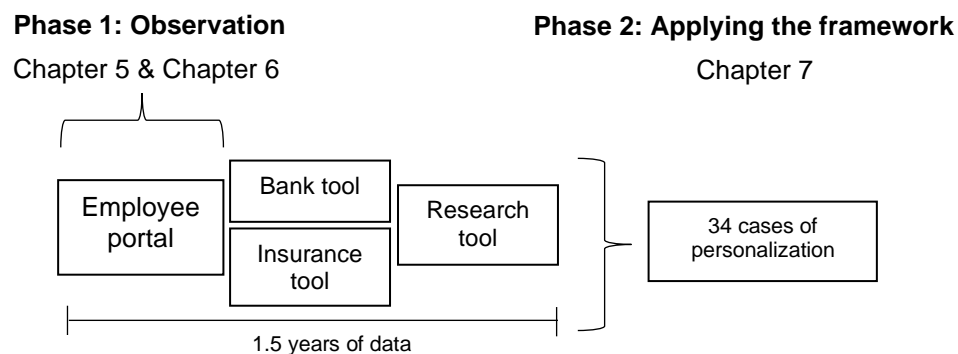 Phase 1: Observation
Chapter 5 & Chapter 6
Phase 2: Applying the framework
Chapter 7
Employee
portal
Bank tool
Insurance
tool
Research
tool
34 cases of
personalization
1.5 years of data